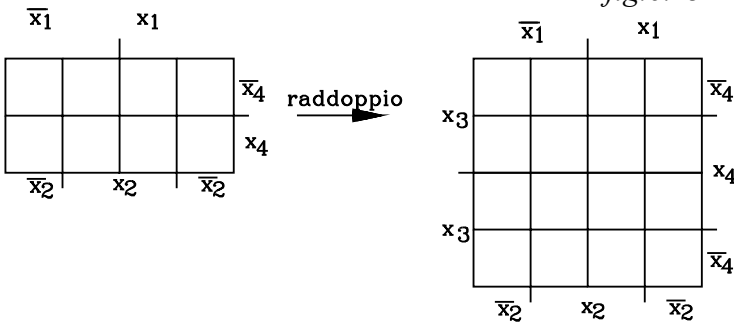 x̅₁ x₁
x̅₄
x₄
x̅₂ x₂ x̅₂
raddoppio
x̅₁ x₁
x̅₄
x₃
x₄
x₃
x̅₄
x̅₂ x₂ x̅₂